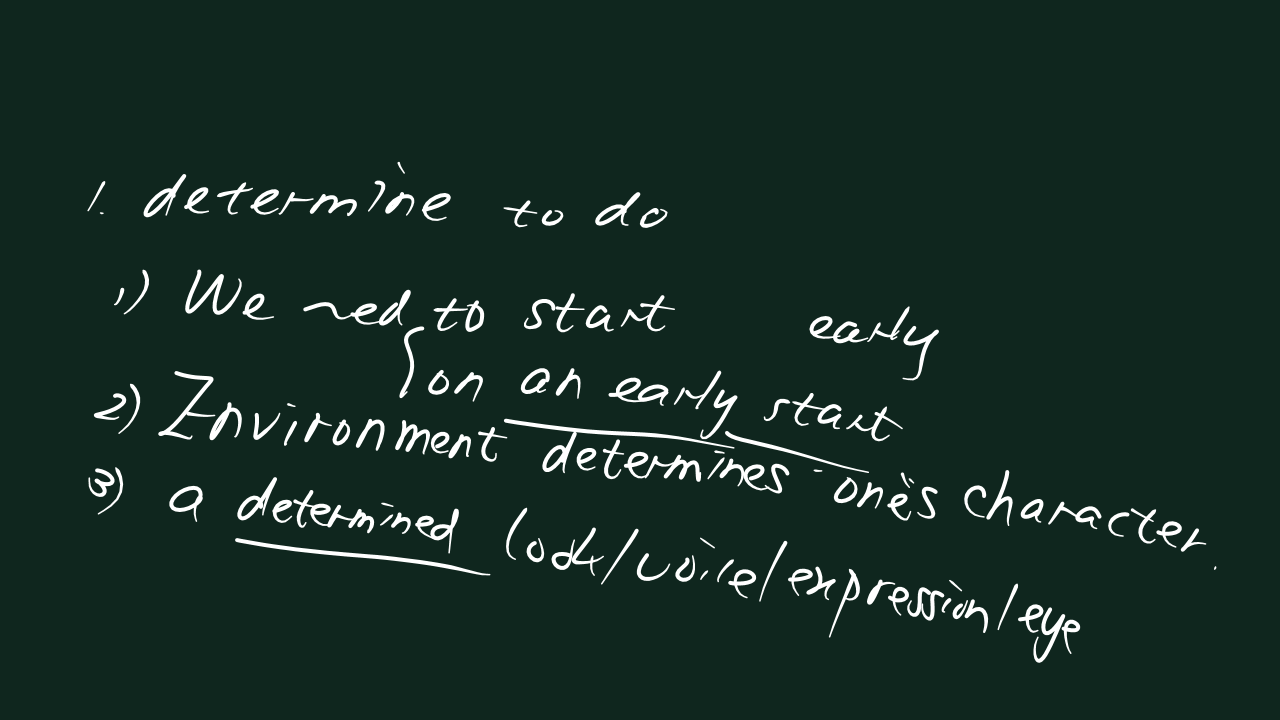 1. determine to do
1) We need to start early
on an early start
2) Environment determines one's character.
3) a determined look/voice/expression/eye